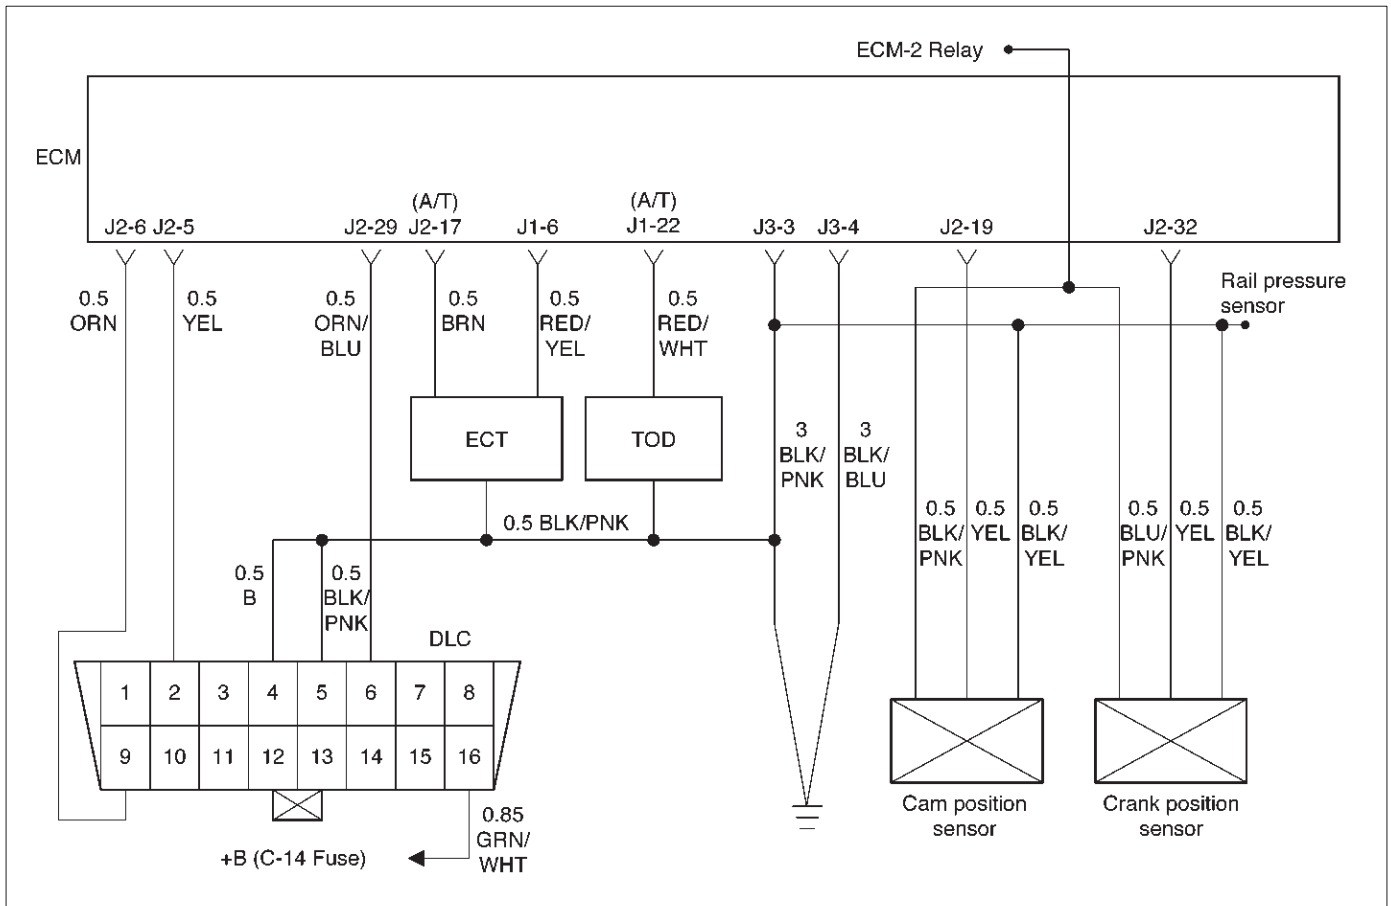 ECM-2 Relay
ECM
(A/T)
(A/T)
J2-6 J2-5 J2-29 J2-17 J1-6 J1-22 J3-3 J3-4 J2-19 J2-32
Rail pressure
sensor
0.5
ORN
0.5
YEL
0.5
ORN/
BLU
0.5
BRN
0.5
RED/
YEL
0.5
RED/
WHT
ECT
TOD
3
BLK/
PNK
3
BLK/
BLU
0.5
BLK/
PNK
0.5
YEL
0.5
BLK/
YEL
0.5
BLU/
PNK
0.5
YEL
0.5
BLK/
YEL
0.5 BLK/PNK
0.5
B
0.5
BLK/
PNK
DLC
1 2 3 4 5 6 7 8
9 10 11 12 13 14 15 16
Cam position
sensor
Crank position
sensor
0.85
GRN/
WHT
+B (C-14 Fuse)